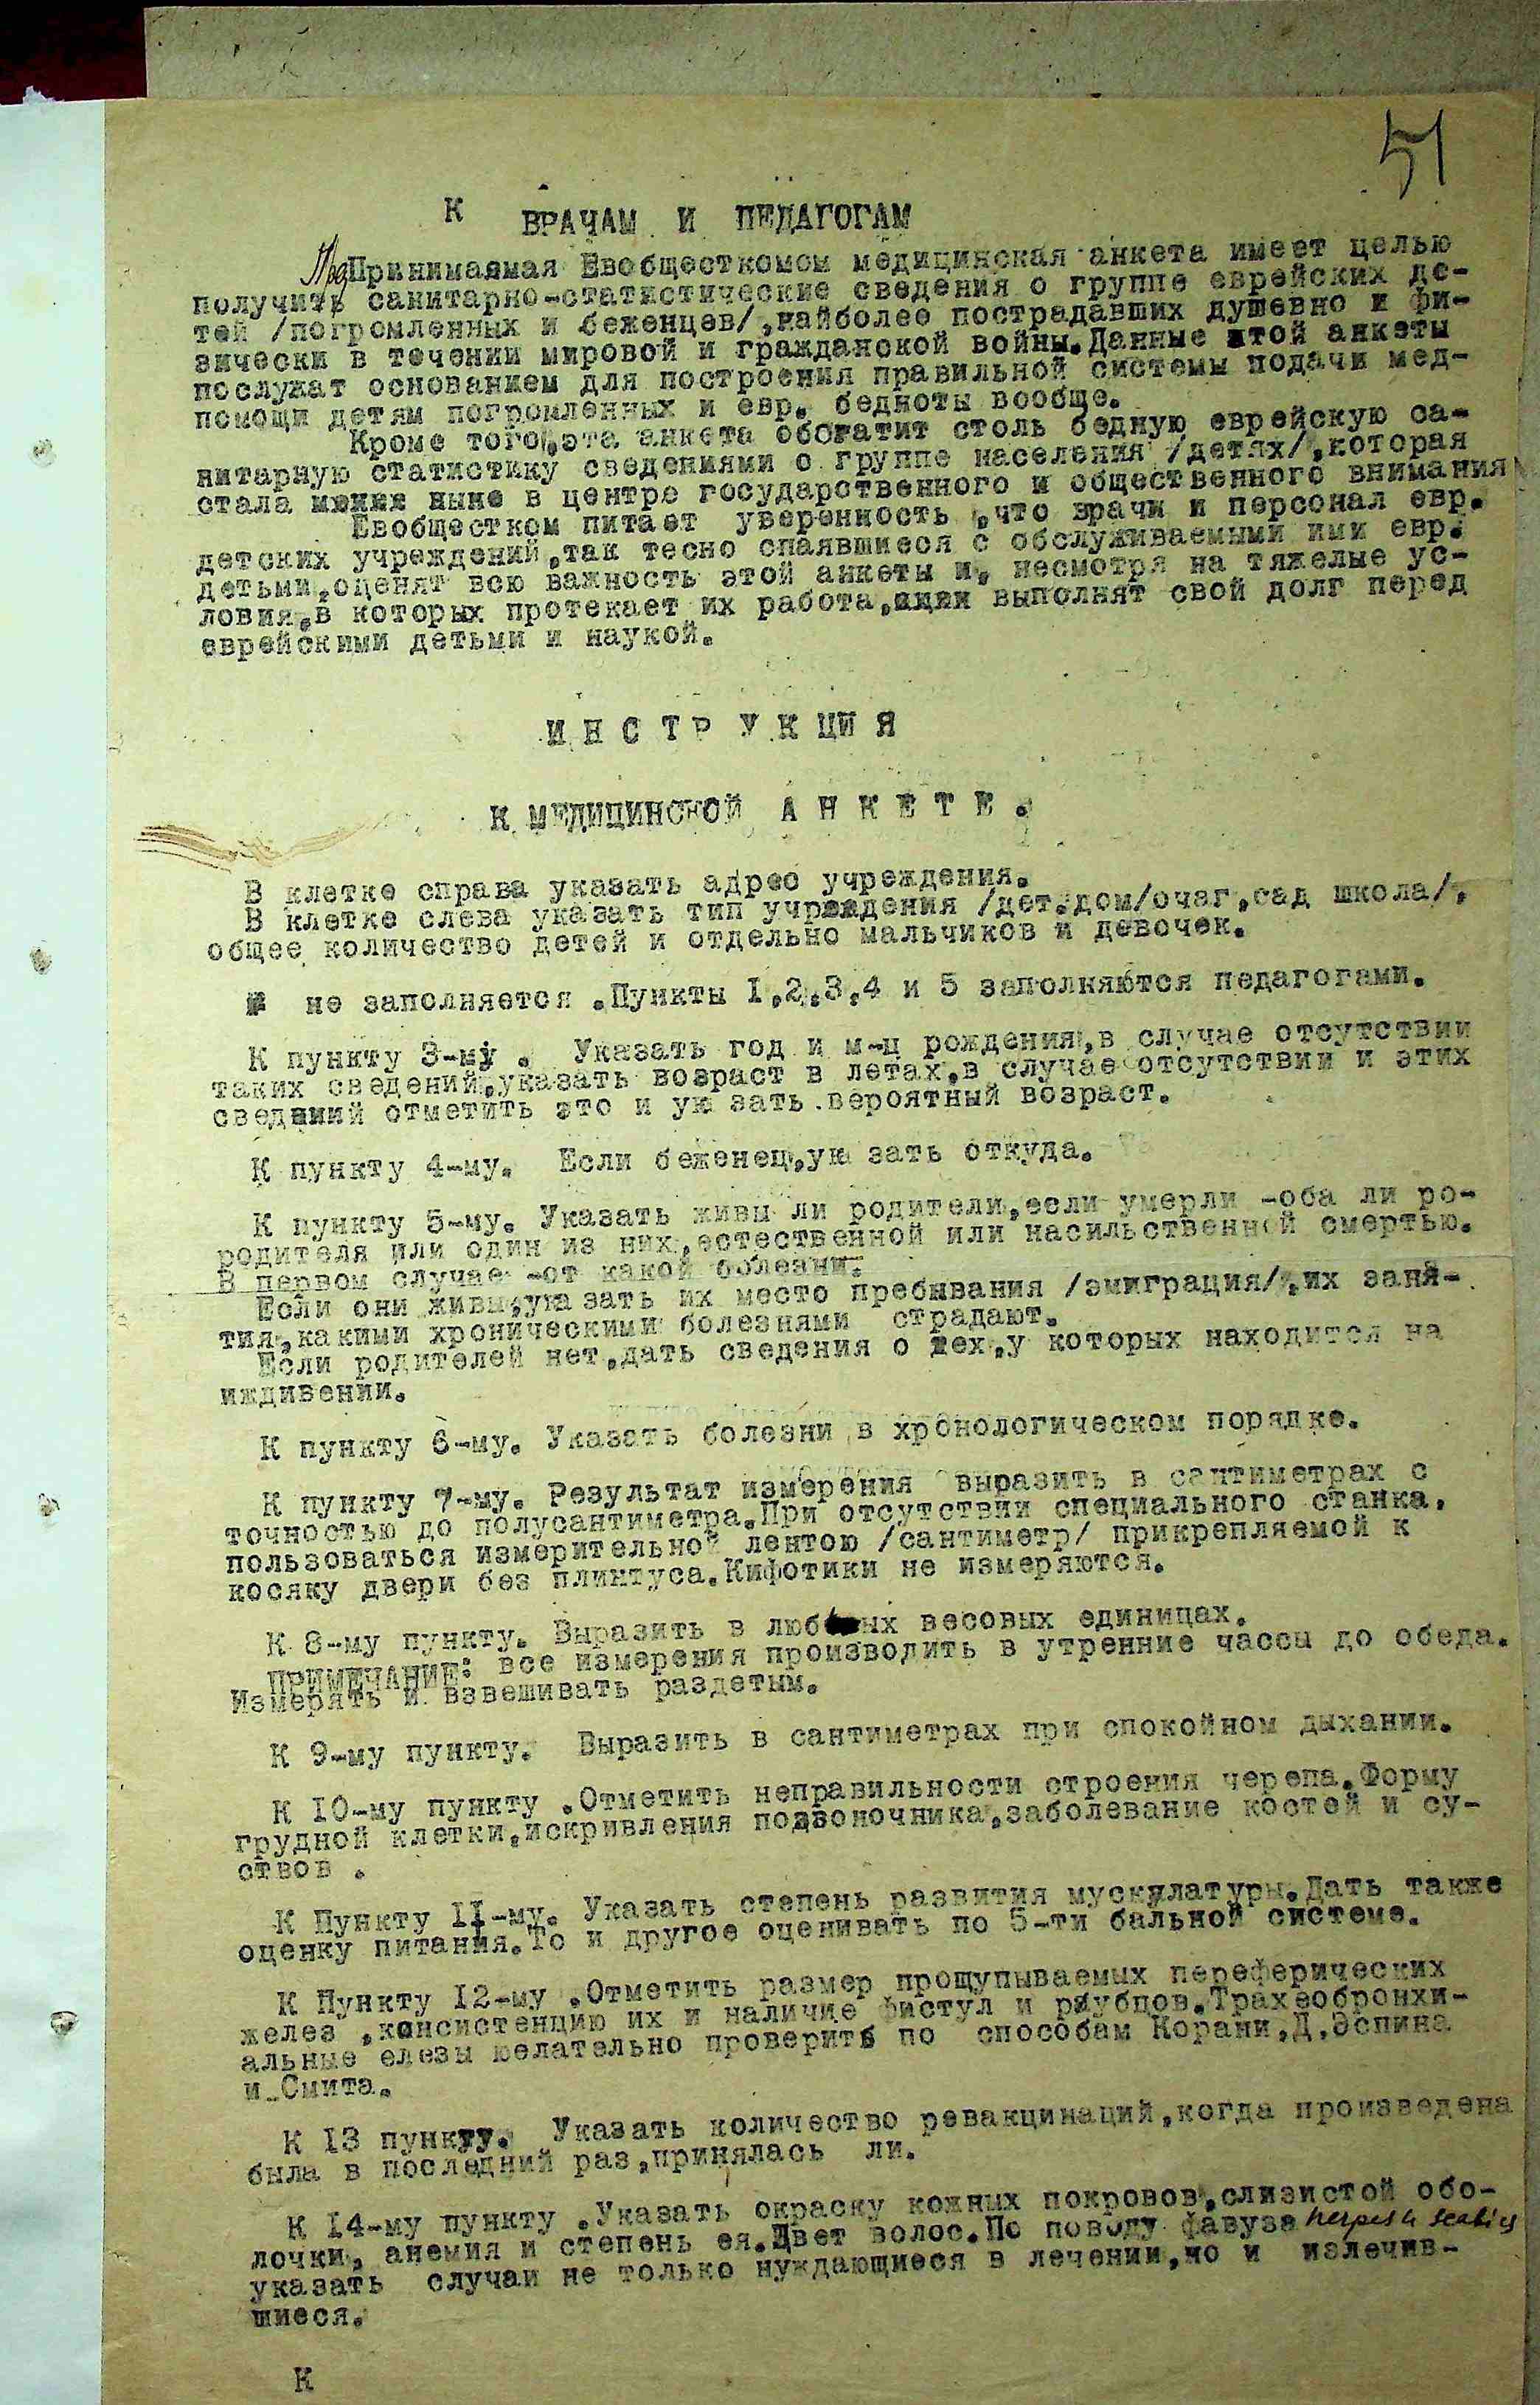 51
К ВРАЧАМ И ПЕДАГОГАМ
Пред Принимаемая Евобщесткомом медицинская анкета имеет целью
получить санитарно-статистические сведения о группе еврейских де-
тей /погромленных и беженцев/,найболее пострадавших душевно и фи-
зически в течении мировой и гражданской войны.Данные этой анкеты
послужат основанием для построения правильной системы подачи мед-
помощи детям погромленных и евр. бедноты вообще.
Кроме того,эта анкета обогатит столь бедную еврейскую са-
нитарную статистику сведениями о группе населения /детях/,которая
стала ныне в центре государственного и общественного внимания
Евобщестком питает уверенность ,что врачи и персонал евр.
детских учреждений,так тесно спаявшиеся с обслуживаемыми ими евр.
детьми,оценят всю важность этой анкеты и, несмотря на тяжелые ус-
ловия,в которых протекает их работа, выполнят свой долг перед
еврейскими детьми и наукой.
ИНСТРУКЦИЯ
К МЕДИЦИНСКОЙ АНКЕТЕ.
В клетке справа указать адрес учреждения.
В клетке слева указать тип учреждения /дет.дом/очаг,сад школа/,
общее количество детей и отдельно мальчиков и девочек.
не заполняется .Пункты I,2,3,4 и 5 заполняются педагогами.
К пункту 3-му . Указать год и м-ц рождения,в случае отсутствии
таких сведений,указать возраст в летах,в случае отсутствии и этих
сведений отметить это и ука зать вероятный возраст.
К пункту 4-му. Если беженец,ука зать откуда.
К пункту 5-му. Указать живы ли родители,если умерли -оба ли ро-
родителя или один из них,естественной или насильственной смертью.
В первом случае -от какой болезни.
Если они живы,ука зать их место пребывания /эмиграция/,их заня-
тия,какими хроническими болезнями страдают.
Если родителей нет,дать сведения о тех,у которых находится на
иждивении.
К пункту 6-му. Указать болезни в хронологическом порядке.
К пункту 7-му. Результат измерения выразить в сантиметрах с
точностью до полусантиметра.При отсутствии специального станка,
пользоваться измерительной лентою /сантиметр/ прикрепляемой к
косяку двери без плинтуса.Кифотики не измеряются.
К 8-му пункту. Выразить в любых весовых единицах.
ПРИМЕЧАНИЕ: все измерения производить в утренние чассы до обеда.
Измерять и взвешивать раздетым.
К 9-му пункту. Выразить в сантиметрах при спокойном дыхании.
К IO-му пункту .Отметить неправильности строения черепа.Форму
грудной клетки,искривления позвоночника,заболевание костей и су-
ствов .
К Пункту II-му. Указать степень развития мускулатуры.Дать также
оценку питания.То и другое оценивать по 5-ти бальной системе.
К Пункту I2-му .Отметить размер прощупываемых переферических
желез ,консистенцию их и наличие фистул и рубцов.Трахеобронхи-
альные елезы желательно проверить по способам Корани,Д,Эспина
и Смита.
К I3 пункту. Указать количество ревакцинаций,когда произведена
была в последний раз,принялась ли.
К I4-му пункту .Указать окраску кожных покровов,слизистой обо-
лочки, анемия и степень ея.Цвет волос.По поводу фавуза herpes и scabies
указать случаи не только нуждающиеся в лечении,но и излечив-
шиеся.
К